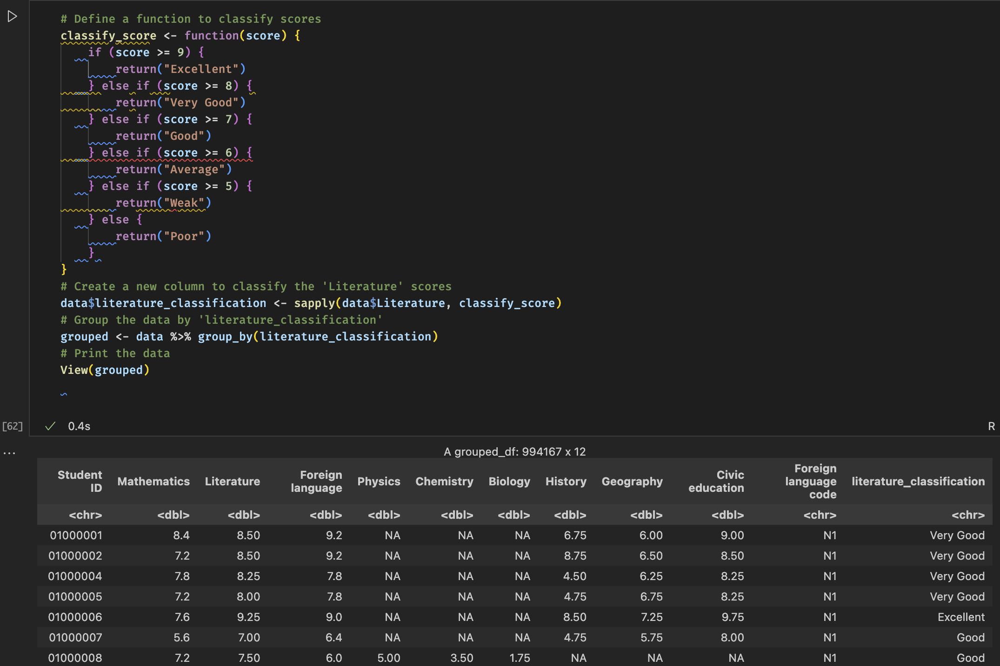 # Define a function to classify scores
classify_score <- function(score) {
    if (score >= 9) {
        return("Excellent")
    } else if (score >= 8) {
        return("Very Good")
    } else if (score >= 7) {
        return("Good")
    } else if (score >= 6) {
        return("Average")
    } else if (score >= 5) {
        return("Weak")
    } else {
        return("Poor")
    }
}
# Create a new column to classify the 'Literature' scores
data$literature_classification <- sapply(data$Literature, classify_score)
# Group the data by 'literature_classification'
grouped <- data %>% group_by(literature_classification)
# Print the data
View(grouped)
[62] ✓ 0.4s R
...
A grouped_df: 994167 x 12
Student ID Mathematics Literature Foreign language Physics Chemistry Biology History Geography Civic education Foreign language code literature_classification
<chr> <dbl> <dbl> <dbl> <dbl> <dbl> <dbl> <dbl> <dbl> <dbl> <chr> <chr>
01000001 8.4 8.50 9.2 NA NA NA 6.75 6.00 9.00 N1 Very Good
01000002 7.2 8.50 9.2 NA NA NA 8.75 6.50 8.50 N1 Very Good
01000004 7.8 8.25 7.8 NA NA NA 4.50 6.25 8.25 N1 Very Good
01000005 7.2 8.00 7.8 NA NA NA 4.75 6.75 8.25 N1 Very Good
01000006 7.6 9.25 9.0 NA NA NA 8.50 7.25 9.75 N1 Excellent
01000007 5.6 7.00 6.4 NA NA NA 4.75 5.75 8.00 N1 Good
01000008 7.2 7.50 6.0 5.00 3.50 1.75 NA NA NA N1 Good